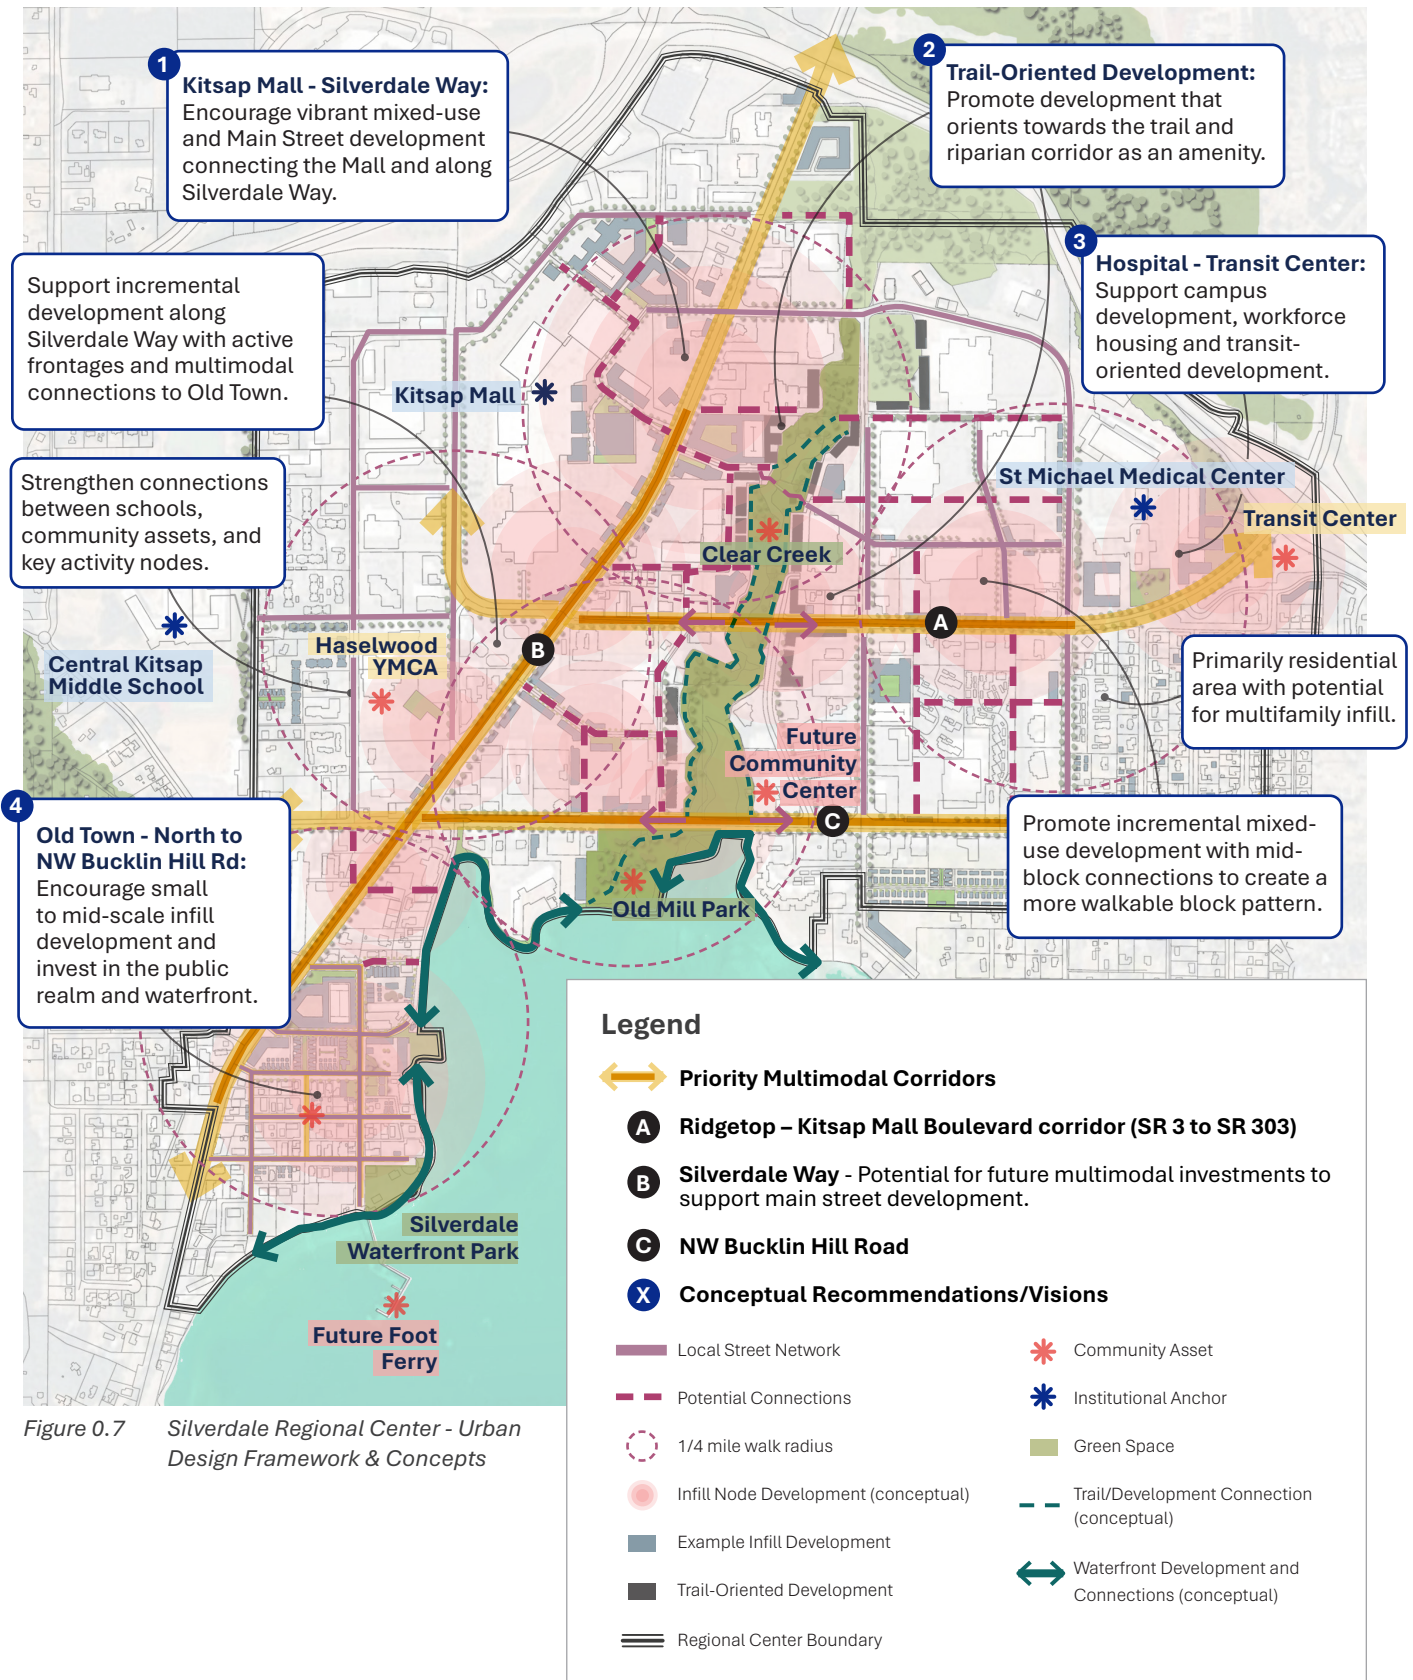 1
Kitsap Mall - Silverdale Way:
Encourage vibrant mixed-use
and Main Street development
connecting the Mall and along
Silverdale Way.
2
Trail-Oriented Development:
Promote development that
orients towards the trail and
riparian corridor as an amenity.
3
Hospital - Transit Center:
Support campus
development, workforce
housing and transit-
oriented development.
Support incremental
development along
Silverdale Way with active
frontages and multimodal
connections to Old Town.
Kitsap Mall
Strengthen connections
between schools,
community assets, and
key activity nodes.
St Michael Medical Center
Transit Center
Clear Creek
A
B
Haselwood
YMCA
Central Kitsap
Middle School
Primarily residential
area with potential
for multifamily infill.
Future
Community
Center
C
4
Old Town - North to
NW Bucklin Hill Rd:
Encourage small
to mid-scale infill
development and
invest in the public
realm and waterfront.
Promote incremental mixed-
use development with mid-
block connections to create a
more walkable block pattern.
Old Mill Park
Silverdale
Waterfront Park
Future Foot
Ferry
Legend
Priority Multimodal Corridors
A Ridgetop – Kitsap Mall Boulevard corridor (SR 3 to SR 303)
B Silverdale Way - Potential for future multimodal investments to
support main street development.
C NW Bucklin Hill Road
X Conceptual Recommendations/Visions
Local Street Network
Potential Connections
1/4 mile walk radius
Infill Node Development (conceptual)
Example Infill Development
Trail-Oriented Development
Regional Center Boundary
Community Asset
Institutional Anchor
Green Space
Trail/Development Connection
(conceptual)
Waterfront Development and
Connections (conceptual)
Figure 0.7 Silverdale Regional Center - Urban
Design Framework & Concepts